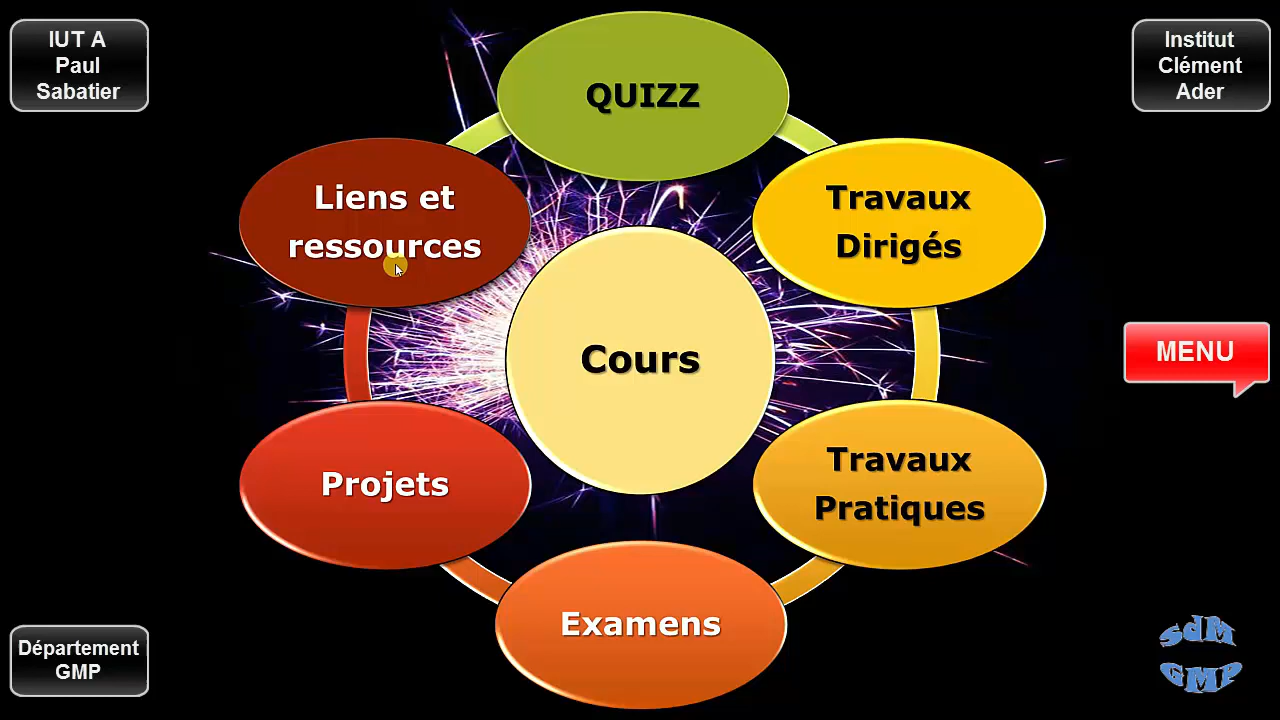 IUT A
Paul
Sabatier
QUIZZ
Institut
Clément
Ader
Liens et
ressources
Travaux
Dirigés
Cours
MENU
Projets
Travaux
Pratiques
Examens
Département
GMP
SdM
GMP